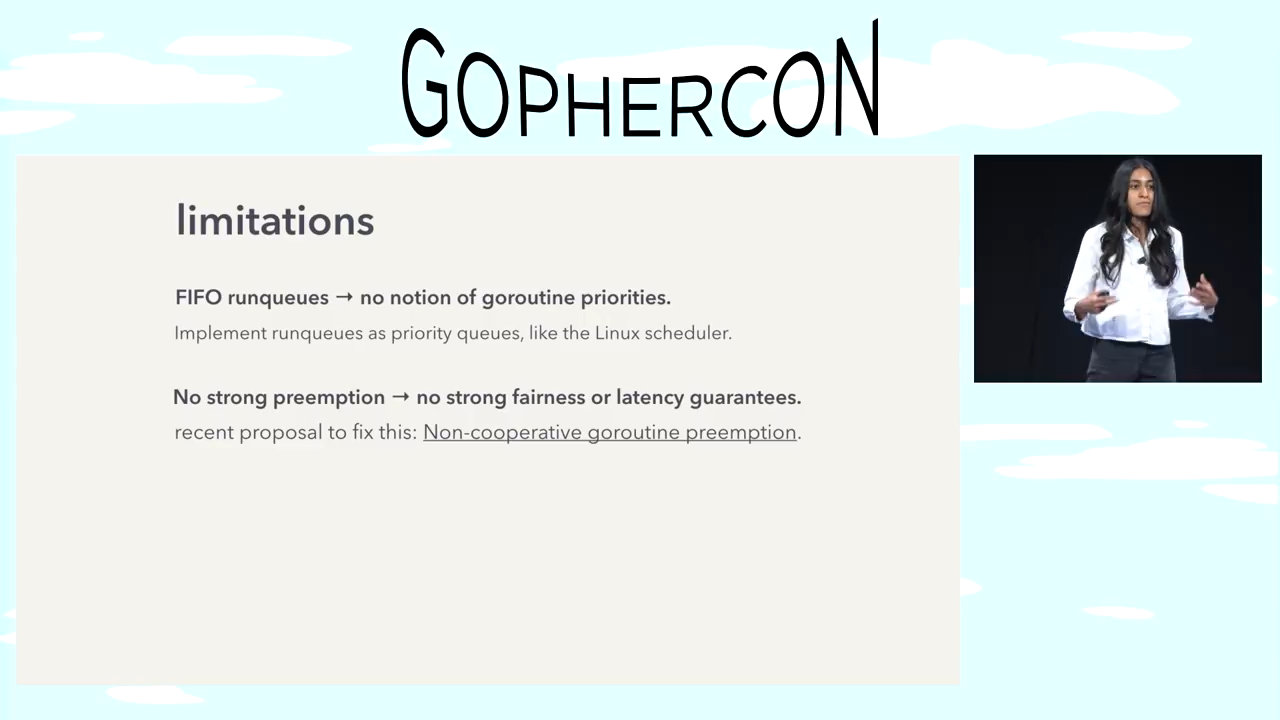 GOPHERCON
limitations
FIFO runqueues → no notion of goroutine priorities.
Implement runqueues as priority queues, like the Linux scheduler.
No strong preemption → no strong fairness or latency guarantees.
recent proposal to fix this: Non-cooperative goroutine preemption.